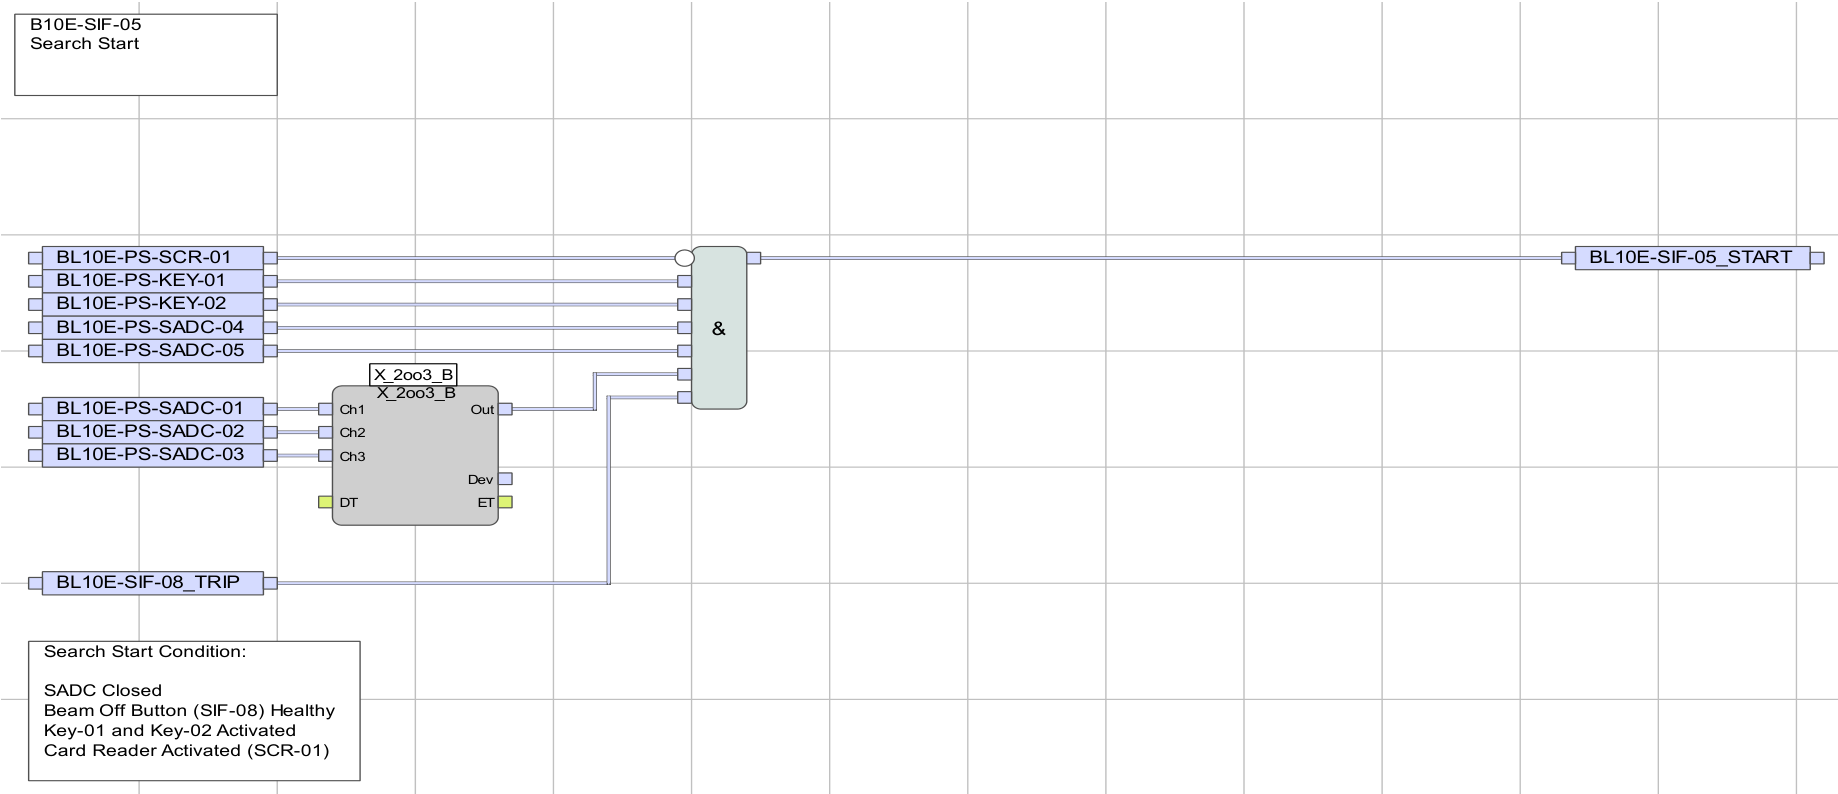 B10E-SIF-05
Search Start
BL10E-PS-SCR-01
BL10E-SIF-05_START
BL10E-PS-KEY-01
BL10E-PS-KEY-02
BL10E-PS-SADC-04
&
BL10E-PS-SADC-05
X_2oo3_B
X_2oo3_B
BL10E-PS-SADC-01
Ch1
Out
BL10E-PS-SADC-02
Ch2
BL10E-PS-SADC-03
Ch3
Dev
DT
ET
BL10E-SIF-08_TRIP
Search Start Condition:
SADC Closed
Beam Off Button (SIF-08) Healthy
Key-01 and Key-02 Activated
Card Reader Activated (SCR-01)